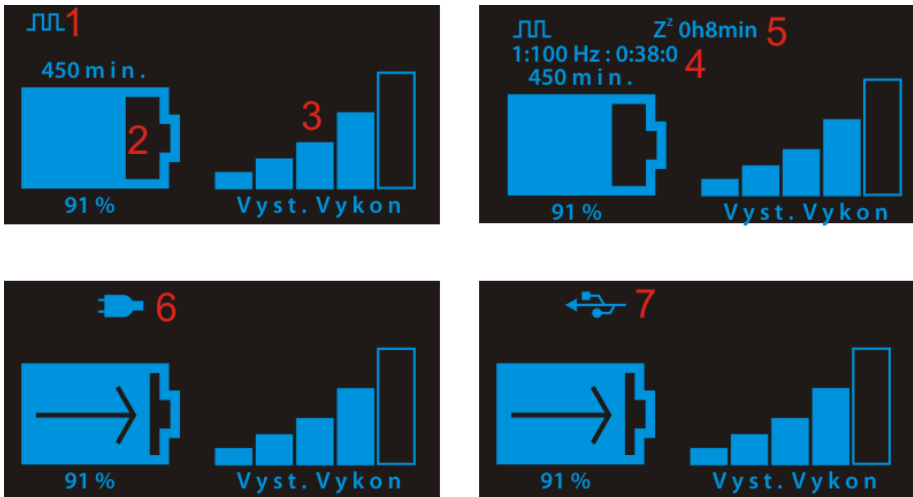 1
450 min.
2
3
91 %
Vyst. Vykon
Zᶻ 0h8min 5
1:100 Hz : 0:38:0 4
450 min.
91 %
Vyst. Vykon
6
91 %
Vyst. Vykon
7
91 %
Vyst. Vykon